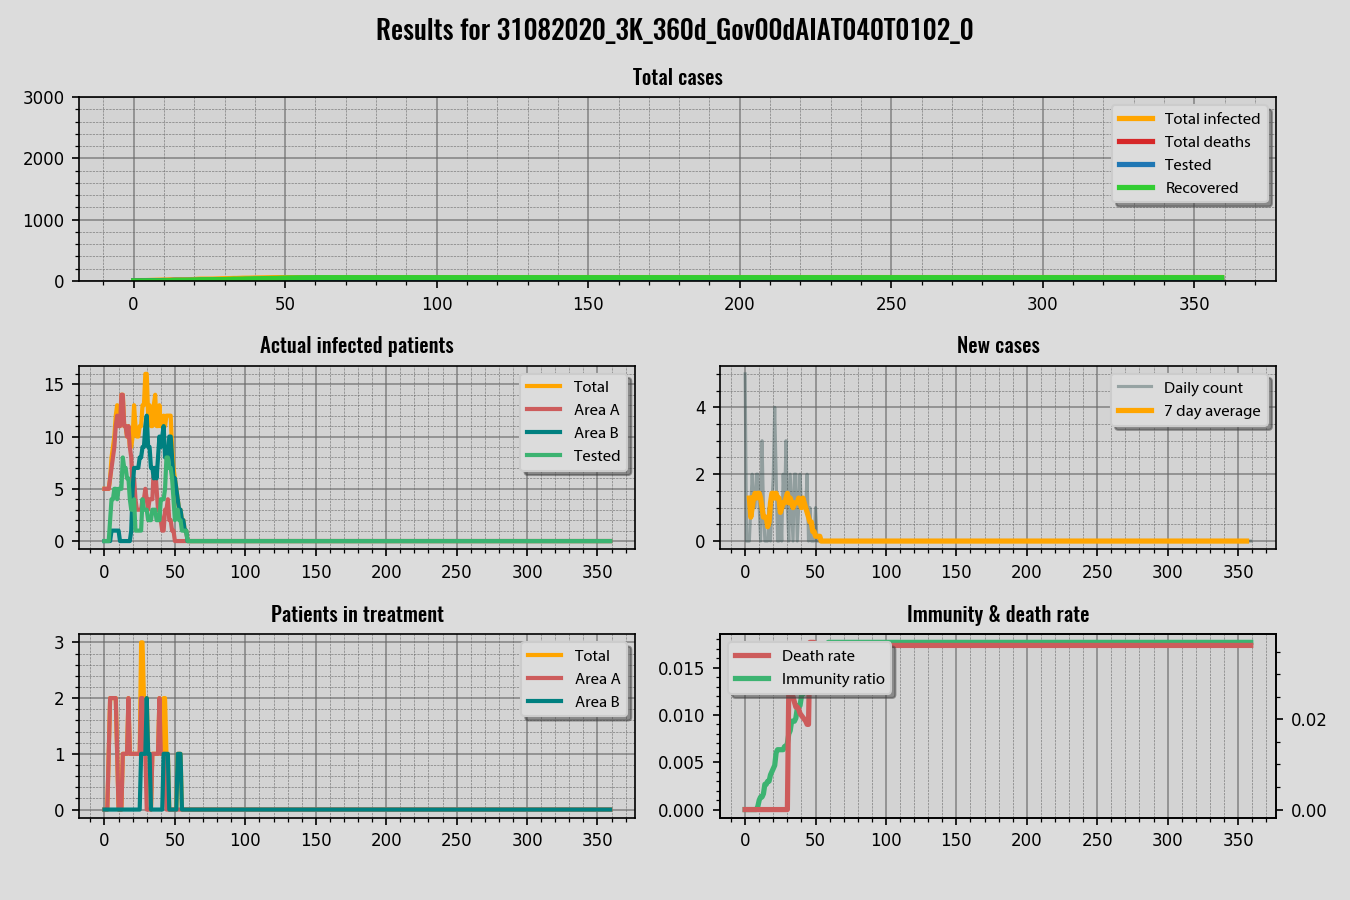 Results for 31082020_3K_360d_Gov00dAIAT040T0102_0
Total cases
3000
2000
1000
0
Total infected
Total deaths
Tested
Recovered
0 50 100 150 200 250 300 350
Actual infected patients
15
10
5
0
Total
Area A
Area B
Tested
0 50 100 150 200 250 300 350
New cases
4
2
0
Daily count
7 day average
0 50 100 150 200 250 300 350
Patients in treatment
3
2
1
0
Total
Area A
Area B
0 50 100 150 200 250 300 350
Immunity & death rate
0.015
0.010
0.005
0.000
Death rate
Immunity ratio
0.02
0.00
0 50 100 150 200 250 300 350